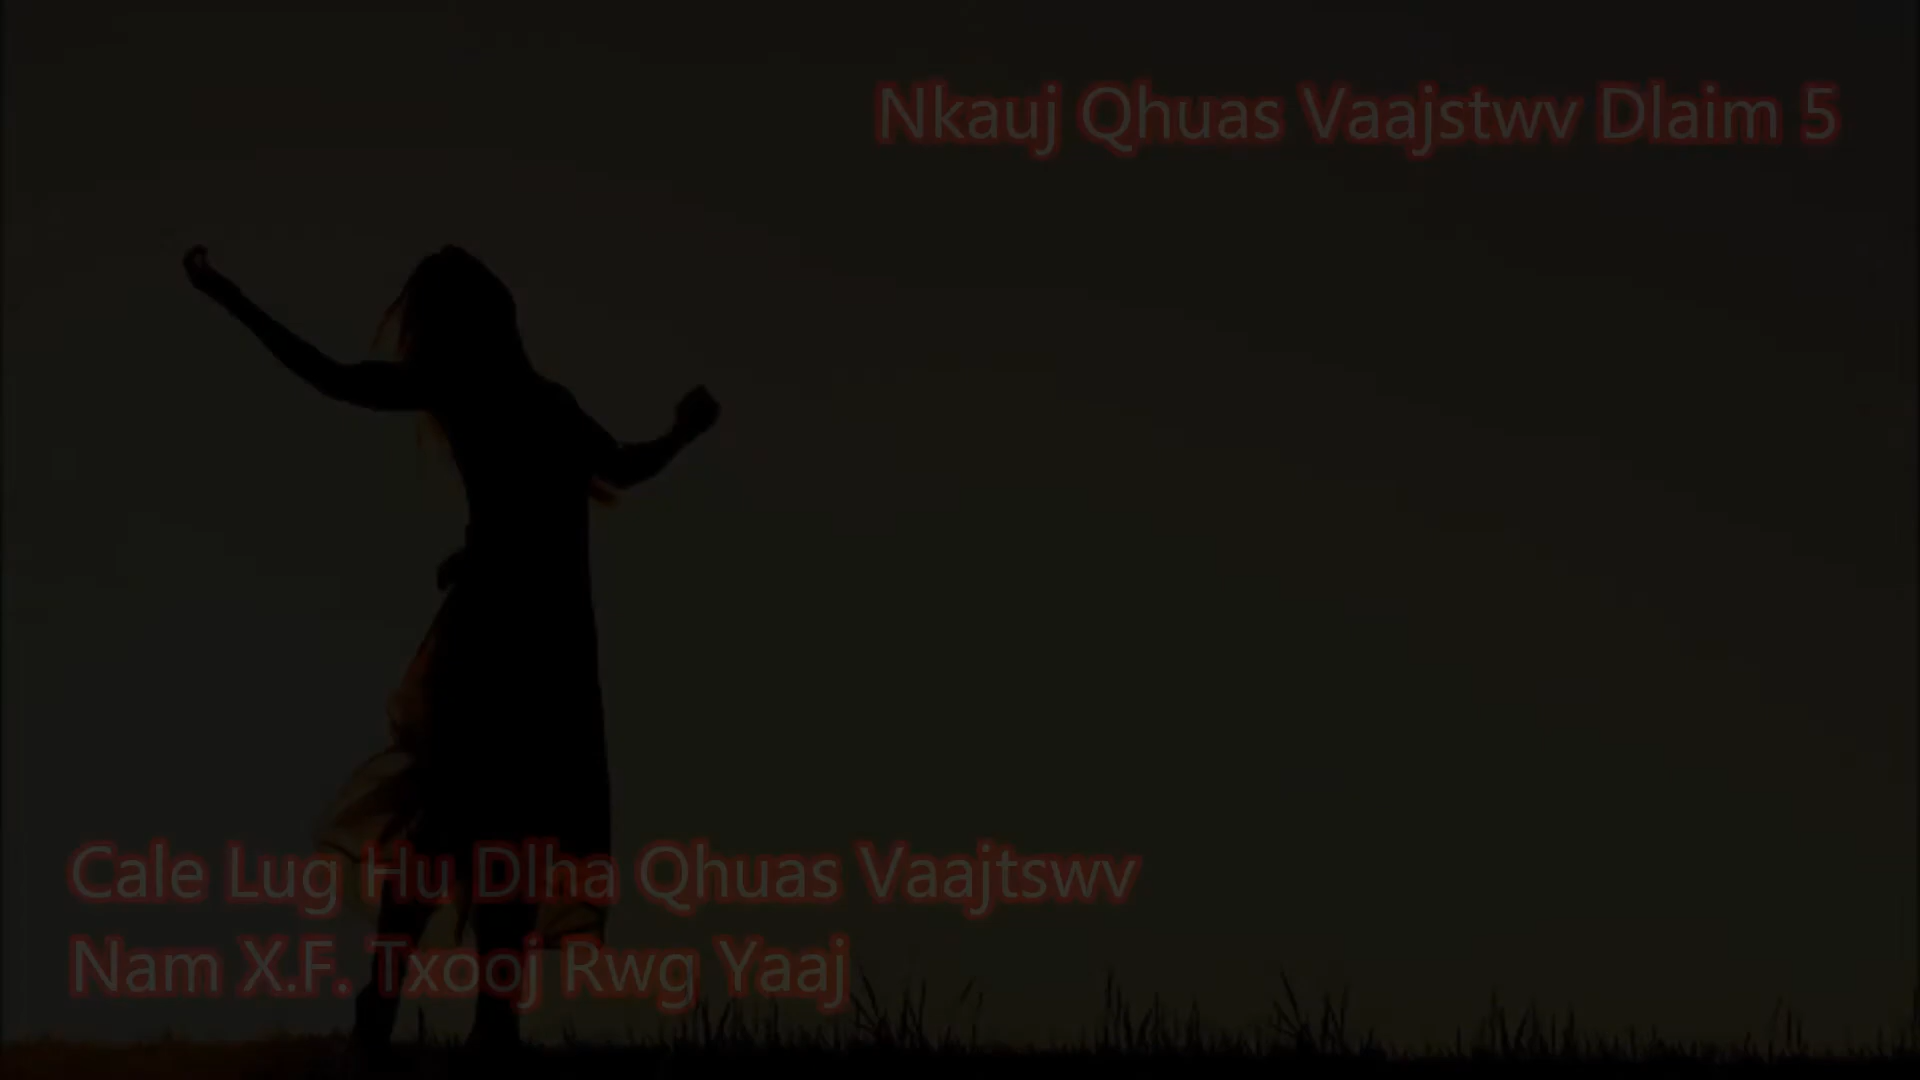 Nkauj Qhuas Vaajstwv Dlaim 5
Cale Lug Hu Dlha Qhuas Vaajtswv
Nam X.F. Txooj Rwg Yaaj